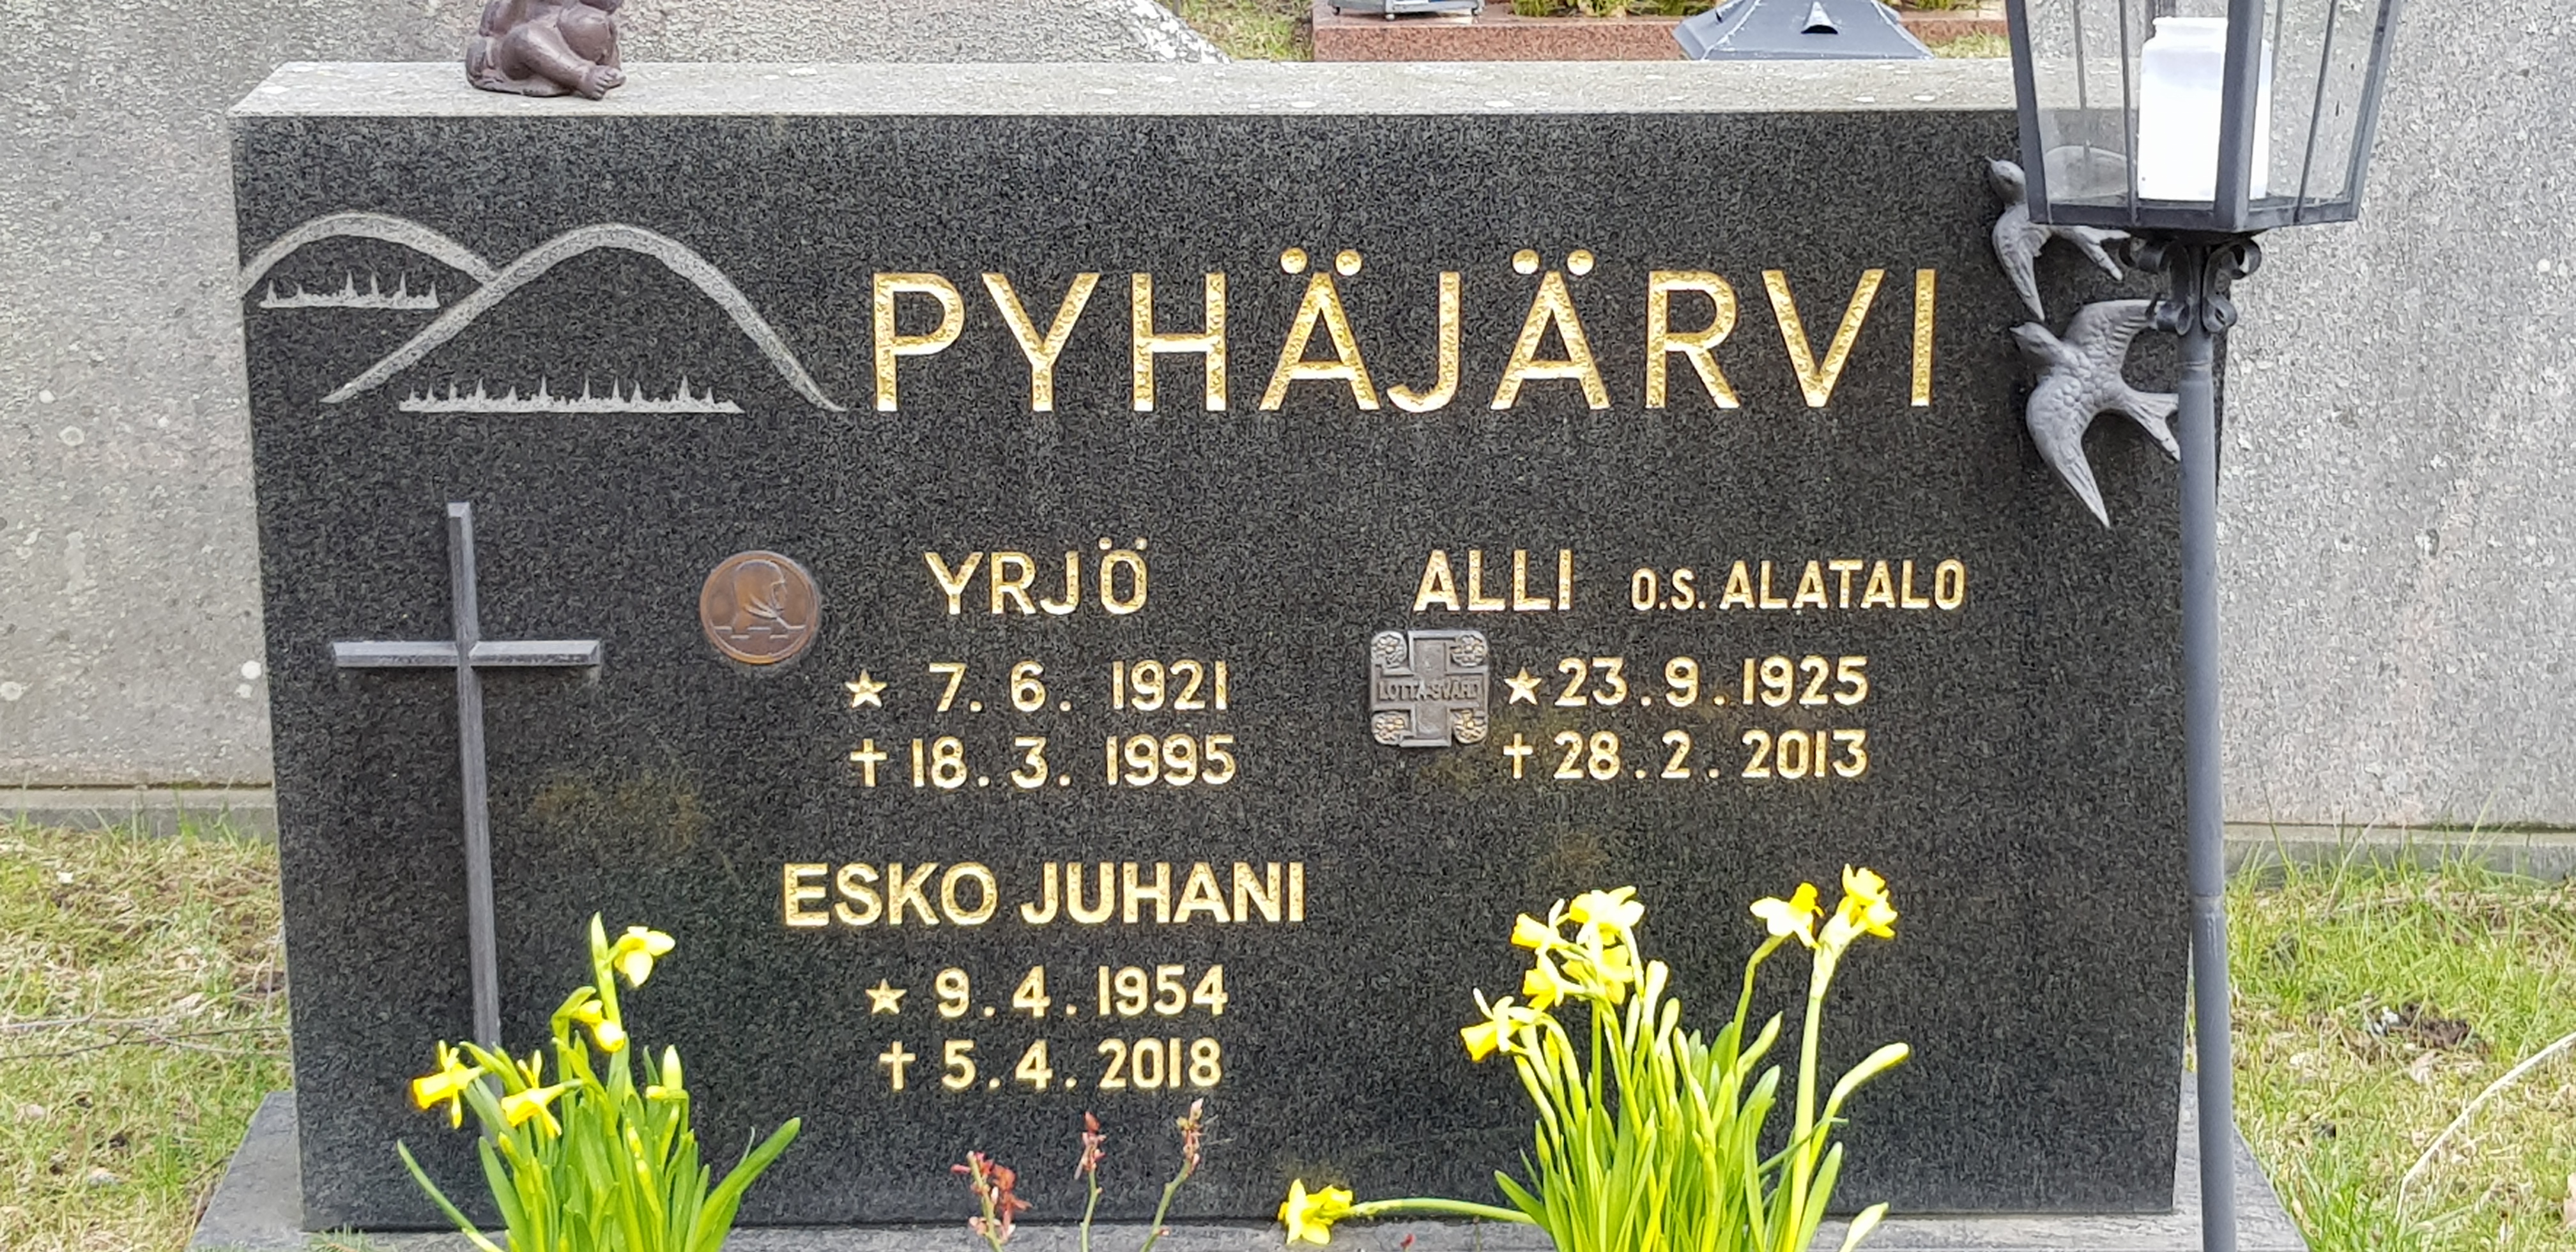 PYHÄJÄRVI
YRJÖ
★ 7. 6. 1921
† 18. 3. 1995
ALLI O.S. ALATALO
LOTTA-SVÄRD
★ 23. 9. 1925
† 28. 2. 2013
ESKO JUHANI
★ 9. 4. 1954
† 5. 4. 2018